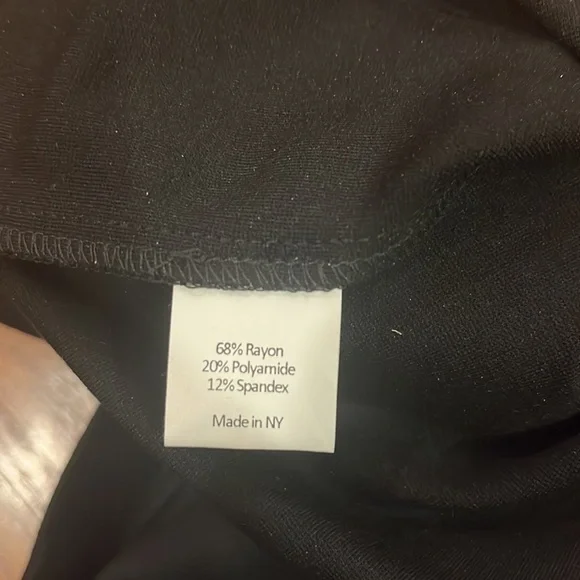 68% Rayon
20% Polyamide
12% Spandex
Made in NY